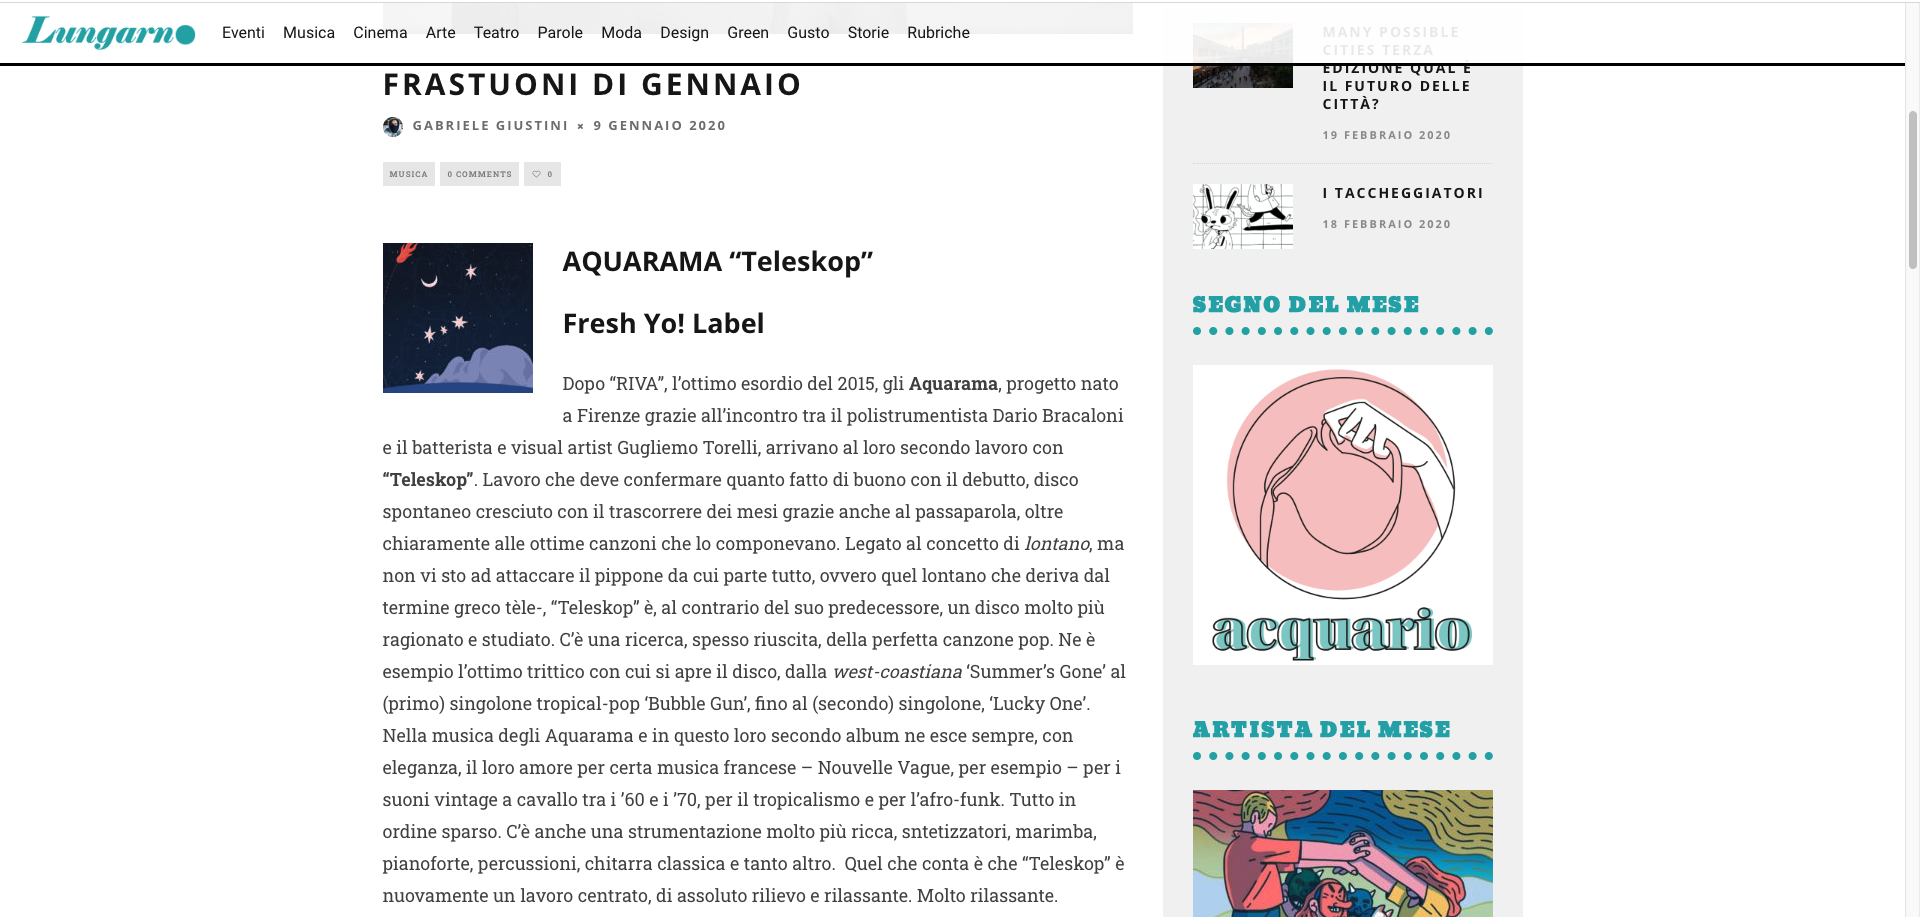 Lungarno
Eventi Musica Cinema Arte Teatro Parole Moda Design Green Gusto Storie Rubriche
FRASTUONI DI GENNAIO
GABRIELE GIUSTINI × 9 GENNAIO 2020
MUSICA 0 COMMENTS ♡ 0
AQUARAMA “Teleskop”
Fresh Yo! Label
Dopo “RIVA”, l’ottimo esordio del 2015, gli Aquarama, progetto nato
a Firenze grazie all’incontro tra il polistrumentista Dario Bracaloni
e il batterista e visual artist Gugliemo Torelli, arrivano al loro secondo lavoro con
“Teleskop”. Lavoro che deve confermare quanto fatto di buono con il debutto, disco
spontaneo cresciuto con il trascorrere dei mesi grazie anche al passaparola, oltre
chiaramente alle ottime canzoni che lo componevano. Legato al concetto di lontano, ma
non vi sto ad attaccare il pippone da cui parte tutto, ovvero quel lontano che deriva dal
termine greco tèle-, “Teleskop” è, al contrario del suo predecessore, un disco molto più
ragionato e studiato. C’è una ricerca, spesso riuscita, della perfetta canzone pop. Ne è
esempio l’ottimo trittico con cui si apre il disco, dalla west-coastiana ‘Summer’s Gone’ al
(primo) singolone tropical-pop ‘Bubble Gun’, fino al (secondo) singolone, ‘Lucky One’.
Nella musica degli Aquarama e in questo loro secondo album ne esce sempre, con
eleganza, il loro amore per certa musica francese – Nouvelle Vague, per esempio – per i
suoni vintage a cavallo tra i ’60 e i ’70, per il tropicalismo e per l’afro-funk. Tutto in
ordine sparso. C’è anche una strumentazione molto più ricca, sntetizzatori, marimba,
pianoforte, percussioni, chitarra classica e tanto altro.  Quel che conta è che “Teleskop” è
nuovamente un lavoro centrato, di assoluto rilievo e rilassante. Molto rilassante.
MANY POSSIBLE
CITIES TERZA
EDIZIONE QUAL È
IL FUTURO DELLE
CITTÀ?
19 FEBBRAIO 2020
I TACCHEGGIATORI
18 FEBBRAIO 2020
SEGNO DEL MESE
acquario
ARTISTA DEL MESE